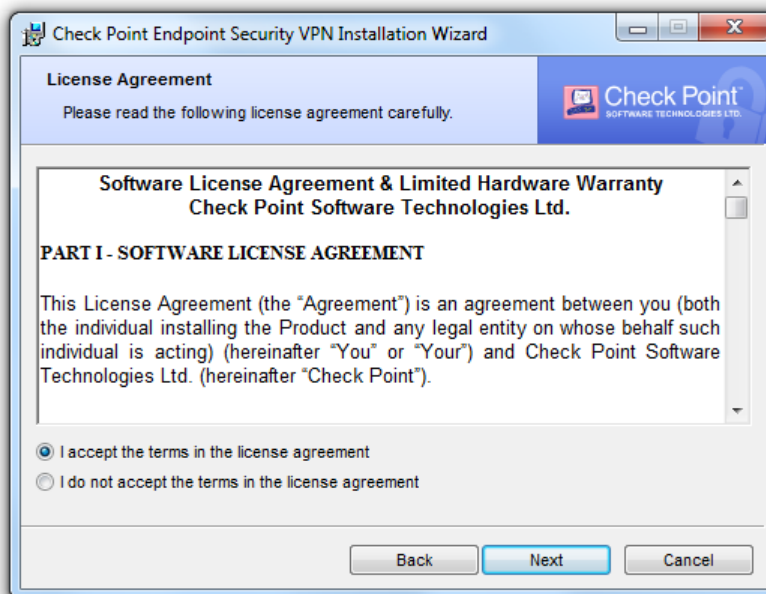 Check Point Endpoint Security VPN Installation Wizard
License Agreement
Please read the following license agreement carefully.
Check Point
SOFTWARE TECHNOLOGIES LTD.
Software License Agreement & Limited Hardware Warranty
Check Point Software Technologies Ltd.
PART I - SOFTWARE LICENSE AGREEMENT
This License Agreement (the “Agreement”) is an agreement between you (both
the individual installing the Product and any legal entity on whose behalf such
individual is acting) (hereinafter “You” or “Your”) and Check Point Software
Technologies Ltd. (hereinafter “Check Point”).
I accept the terms in the license agreement
I do not accept the terms in the license agreement
Back Next Cancel